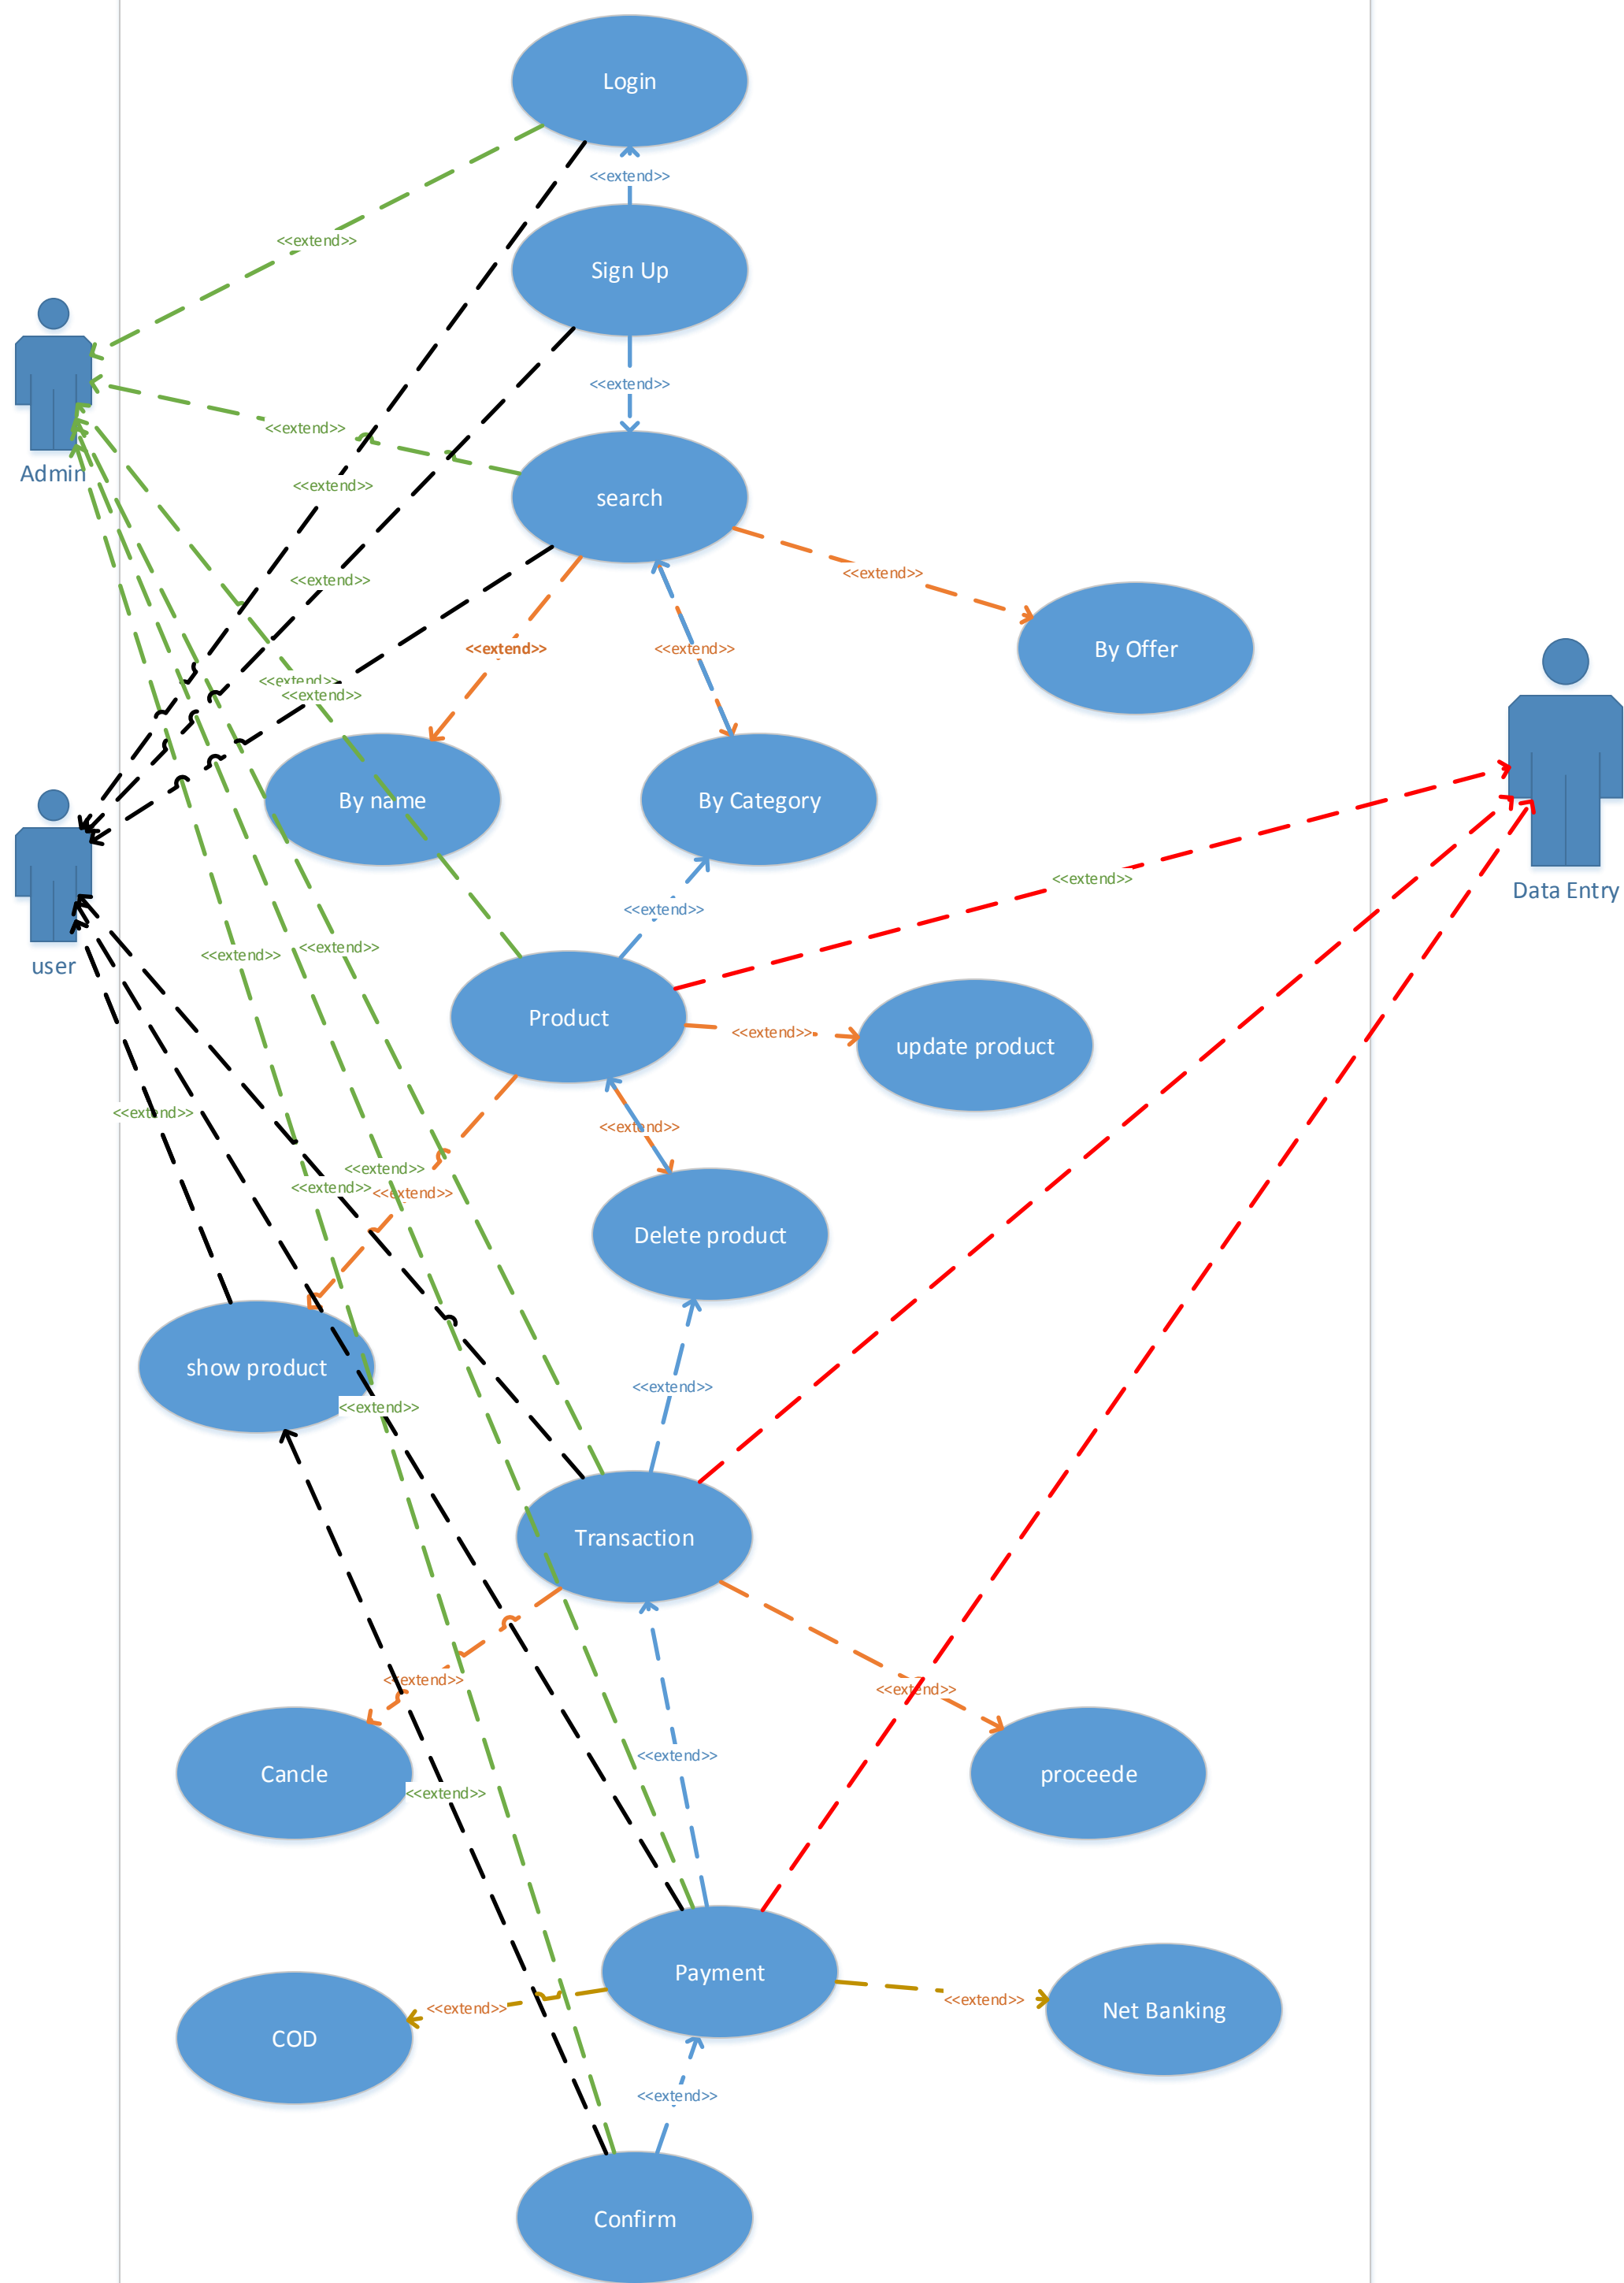 Login
<<extend>>
<<extend>>
Sign Up
<<extend>>
<<extend>>
Admin
<<extend>>
search
<<extend>>
<<extend>>
<<extend>>
<<extend>>
<<extend>>
By Offer
<<extend>>
<<extend>>
By name
By Category
<<extend>>
Data Entry
<<extend>>
<<extend>>
<<extend>>
user
Product
<<extend>>
update product
<<extend>>
<<extend>>
<<extend>>
<<extend>>
<<extend>>
Delete product
show product
<<extend>>
<<extend>>
Transaction
<<extend>>
<<extend>>
<<extend>>
Cancle
proceede
<<extend>>
Payment
<<extend>>
<<extend>>
Net Banking
COD
<<extend>>
Confirm